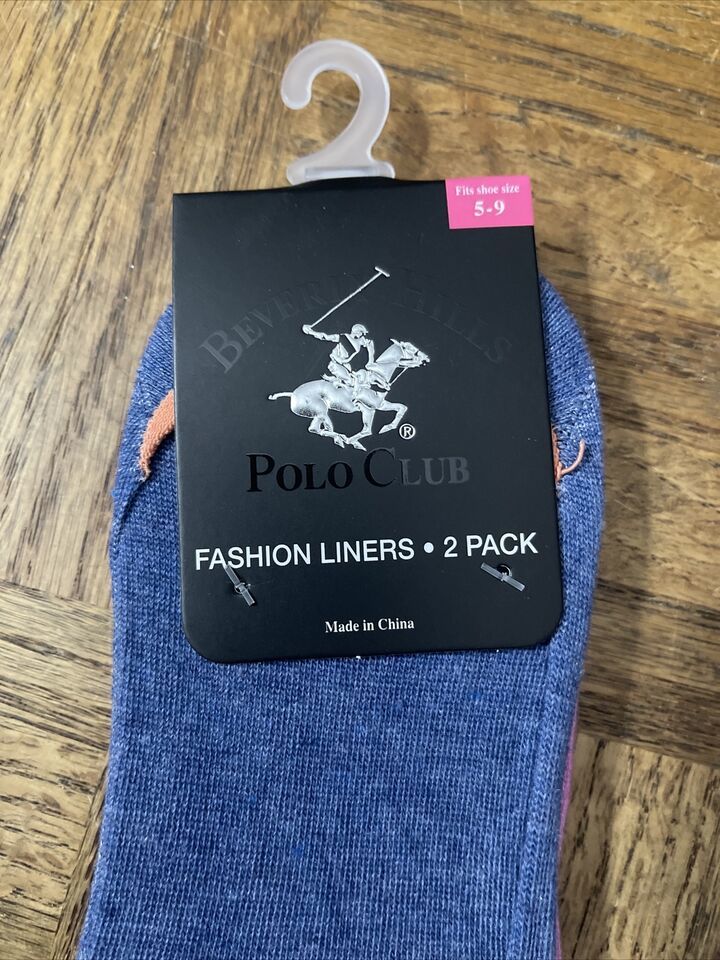 Fits shoe size
5-9
BEVERLY HILLS
®
POLO CLUB
FASHION LINERS • 2 PACK
Made in China